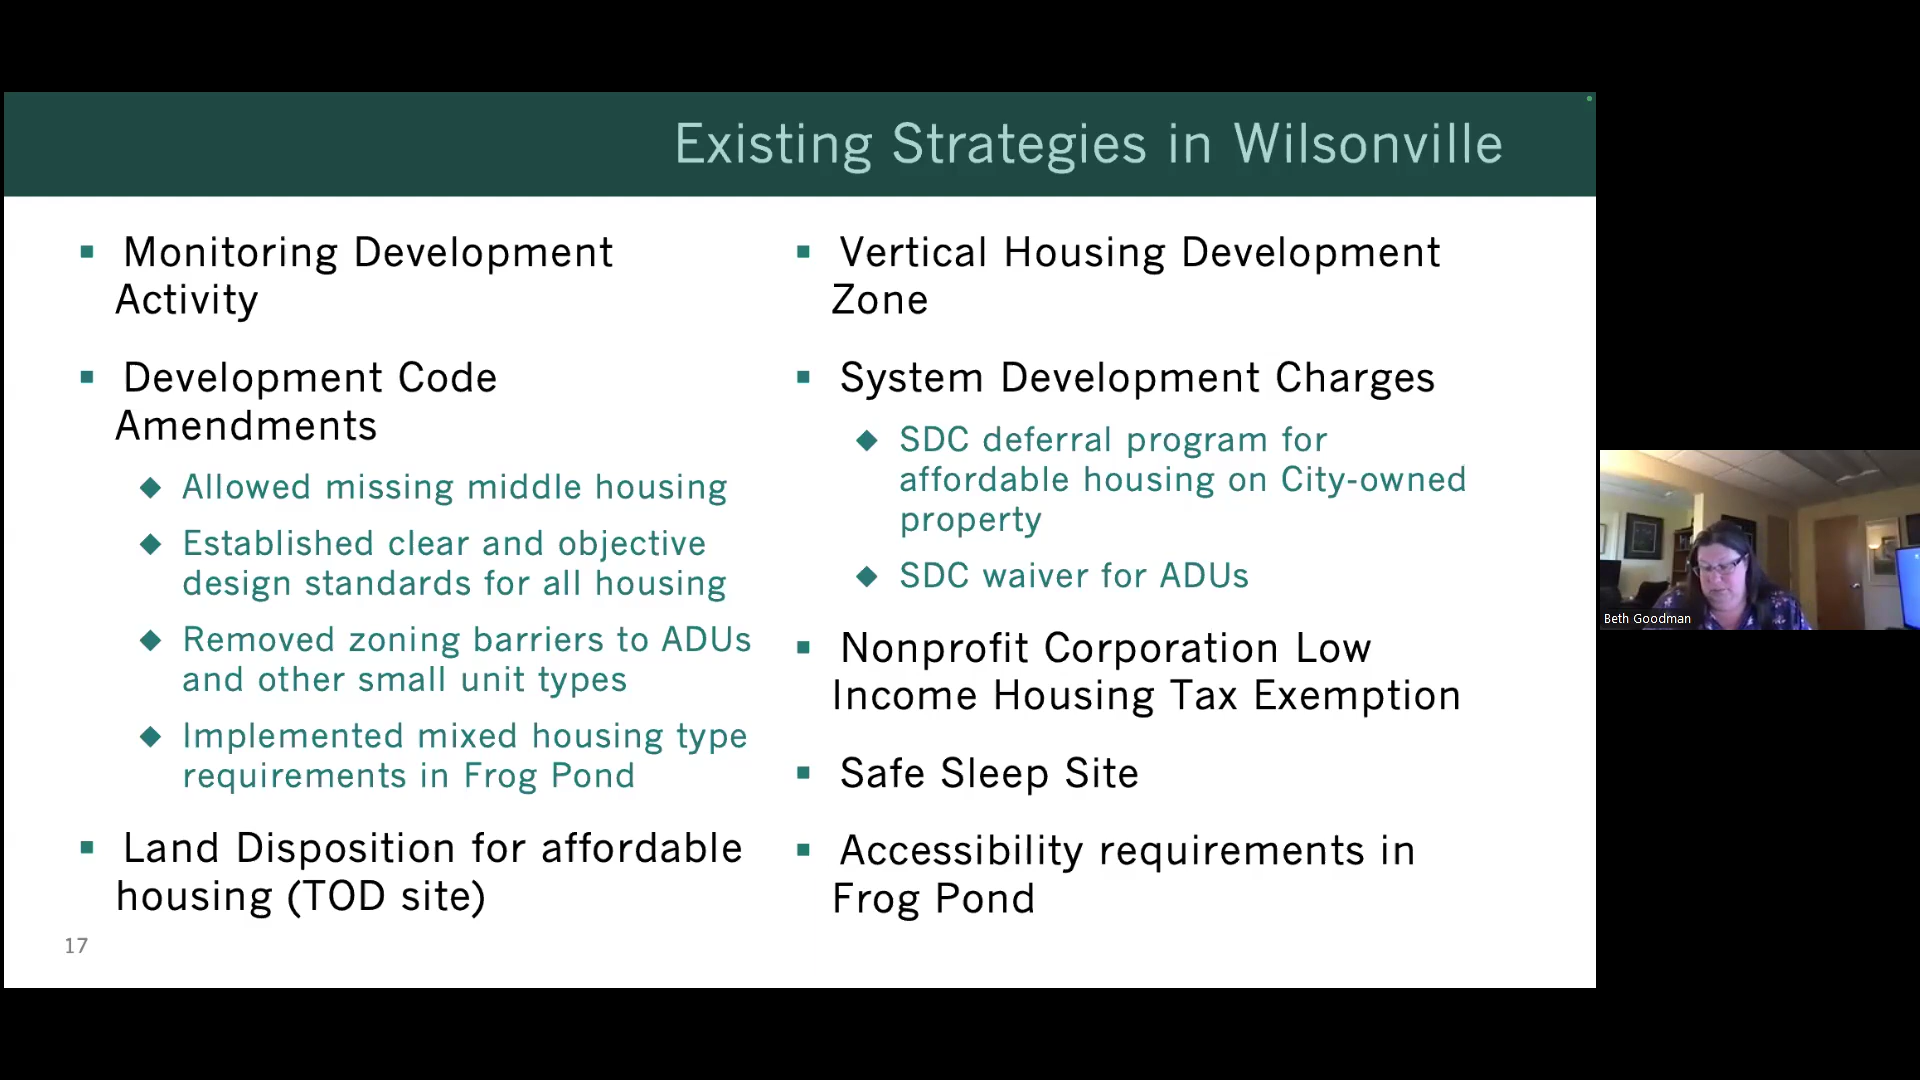 Existing Strategies in Wilsonville
Monitoring Development
Activity
Development Code
Amendments
Allowed missing middle housing
Established clear and objective
design standards for all housing
Removed zoning barriers to ADUs
and other small unit types
Implemented mixed housing type
requirements in Frog Pond
Land Disposition for affordable
housing (TOD site)
17
Vertical Housing Development
Zone
System Development Charges
SDC deferral program for
affordable housing on City-owned
property
SDC waiver for ADUs
Nonprofit Corporation Low
Income Housing Tax Exemption
Safe Sleep Site
Accessibility requirements in
Frog Pond
Beth Goodman